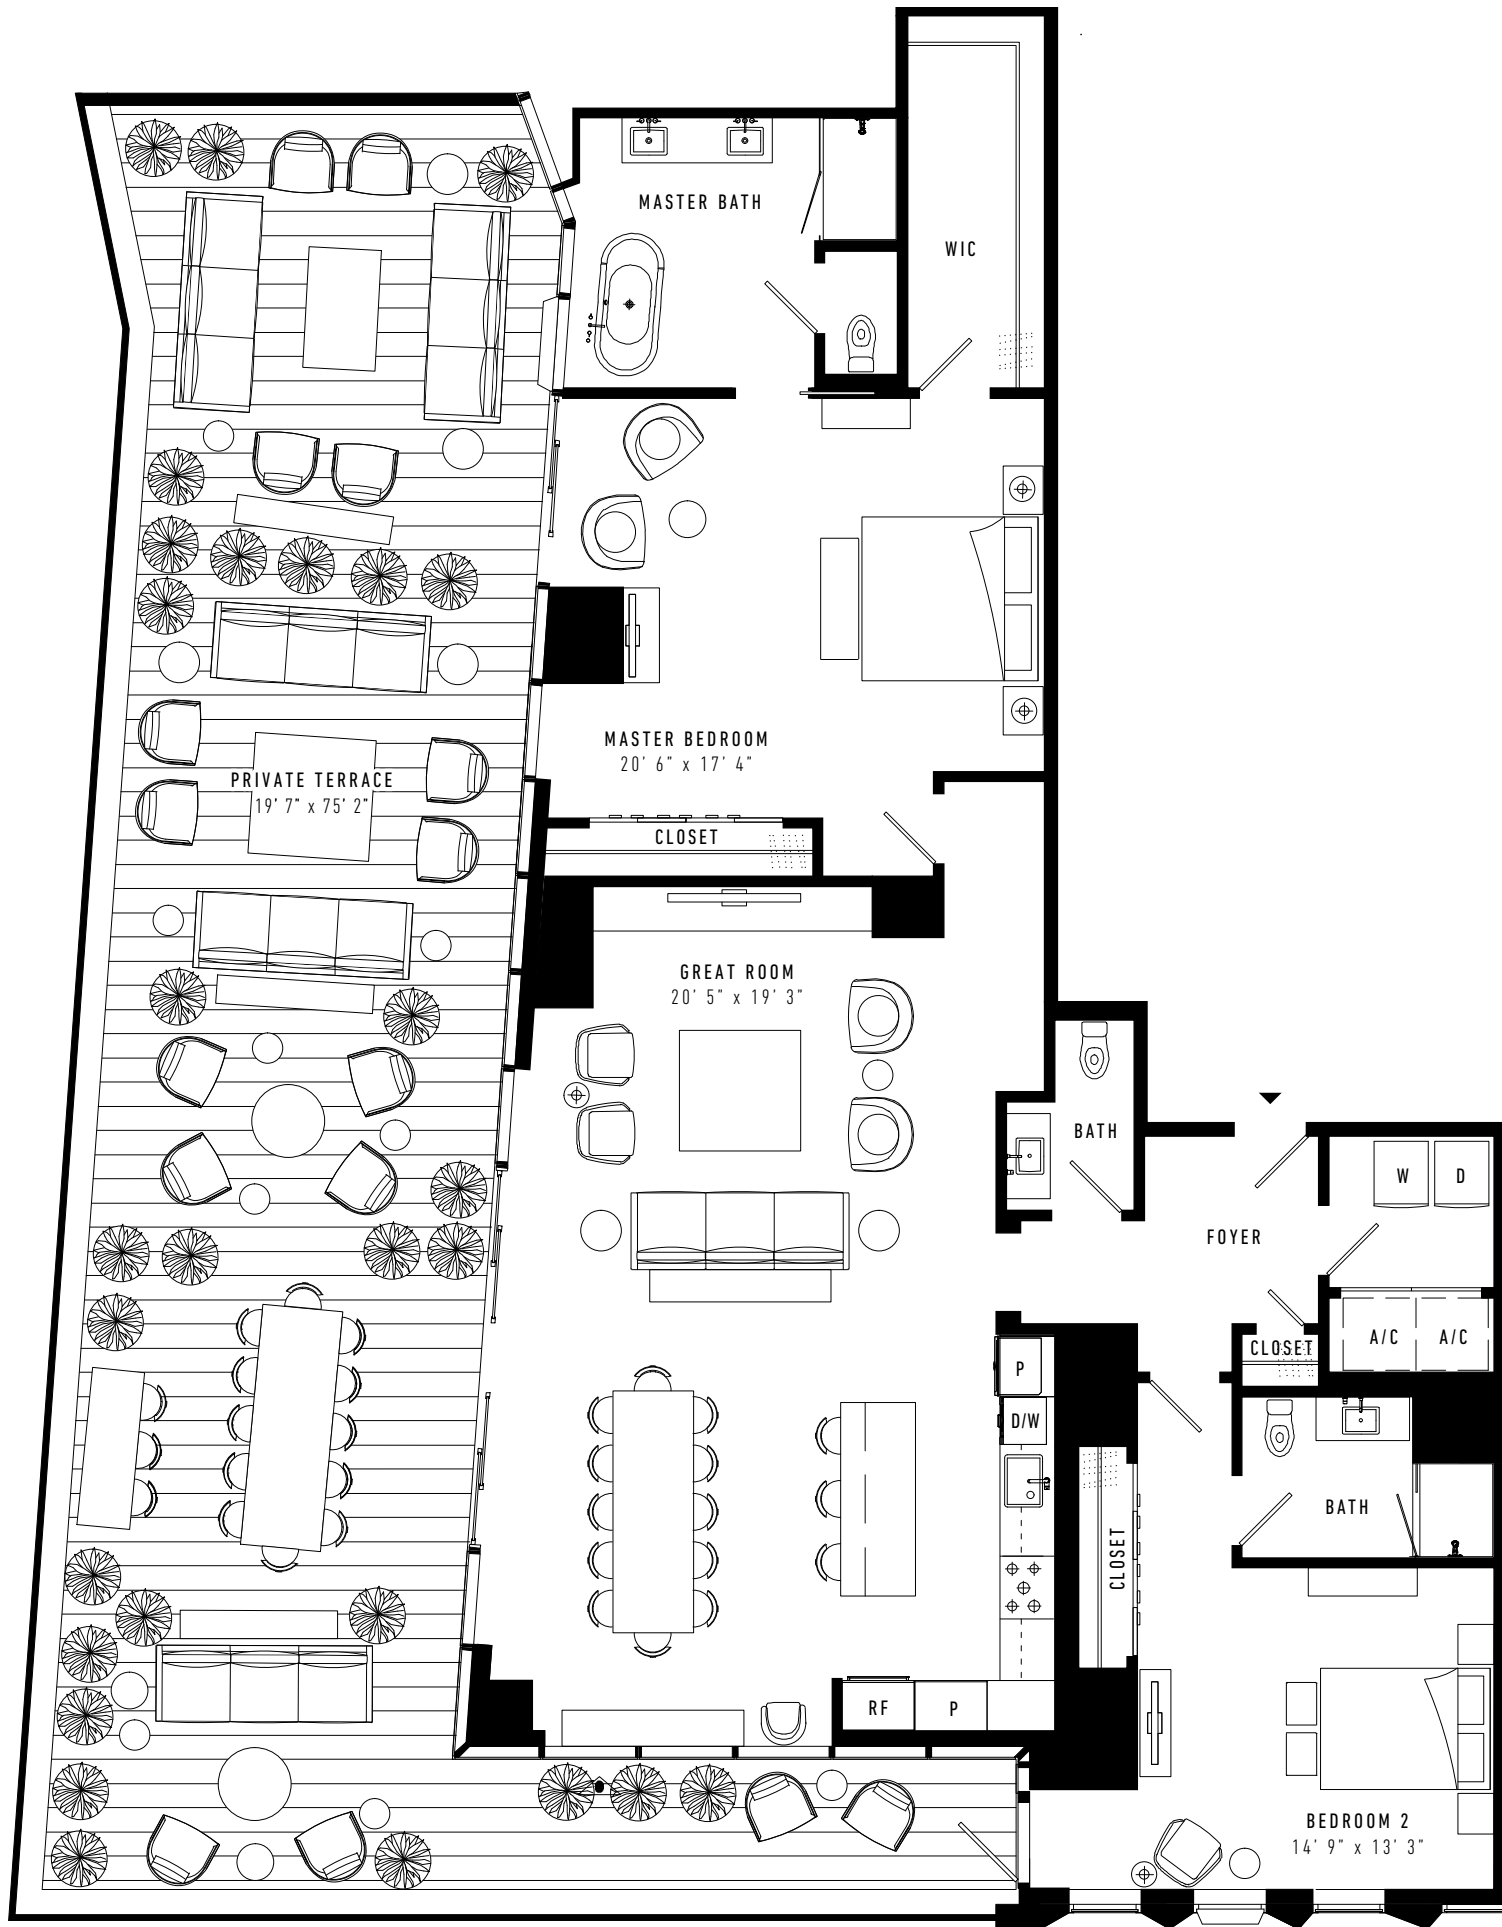 MASTER BATH
WIC
MASTER BEDROOM
20' 6" x 17' 4"
PRIVATE TERRACE
19' 7" x 75' 2"
CLOSET
GREAT ROOM
20' 5" x 19' 3"
BATH
W
D
FOYER
CLOSET
A/C
A/C
P
D/W
BATH
CLOSET
RF
P
BEDROOM 2
14' 9" x 13' 3"